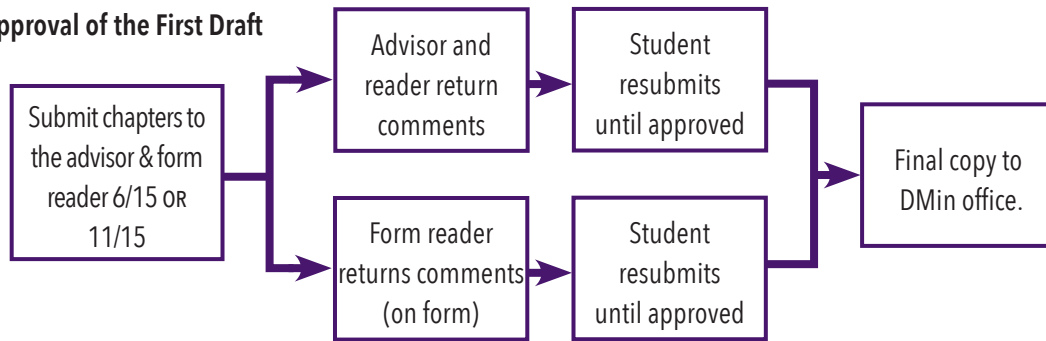 pproval of the First Draft
Submit chapters to
the advisor & form
reader 6/15 OR
11/15
Advisor and
reader return
comments
Student
resubmits
until approved
Form reader
returns comments
(on form)
Student
resubmits
until approved
Final copy to
DMin office.